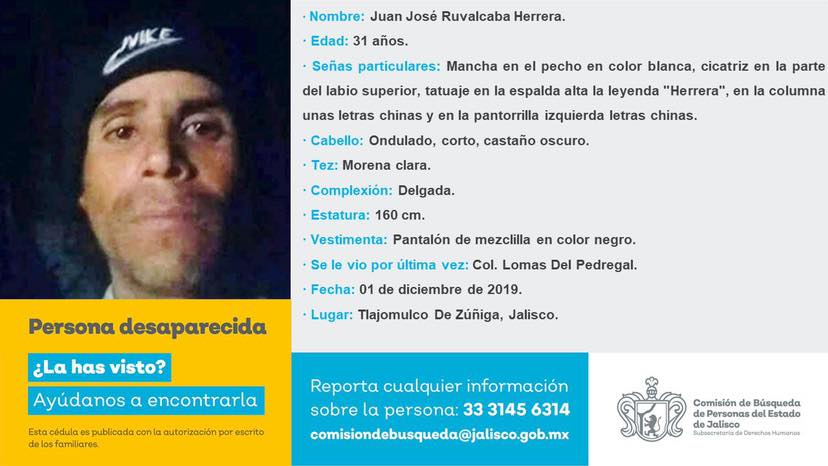 NIKE
· Nombre: Juan José Ruvalcaba Herrera.
· Edad: 31 años.
· Señas particulares: Mancha en el pecho en color blanca, cicatriz en la parte
del labio superior, tatuaje en la espalda alta la leyenda "Herrera", en la columna
unas letras chinas y en la pantorrilla izquierda letras chinas.
· Cabello: Ondulado, corto, castaño oscuro.
· Tez: Morena clara.
· Complexión: Delgada.
· Estatura: 160 cm.
· Vestimenta: Pantalón de mezclilla en color negro.
· Se le vio por última vez: Col. Lomas Del Pedregal.
· Fecha: 01 de diciembre de 2019.
· Lugar: Tlajomulco De Zúñiga, Jalisco.
Persona desaparecida
¿La has visto?
Ayúdanos a encontrarla
Esta cédula es publicada con la autorización por escrito
de los familiares.
Reporta cualquier información
sobre la persona: 33 3145 6314
comisiondebusqueda@jalisco.gob.mx
Comisión de Búsqueda
de Personas del Estado
de Jalisco
Subsecretaría de Derechos Humanos